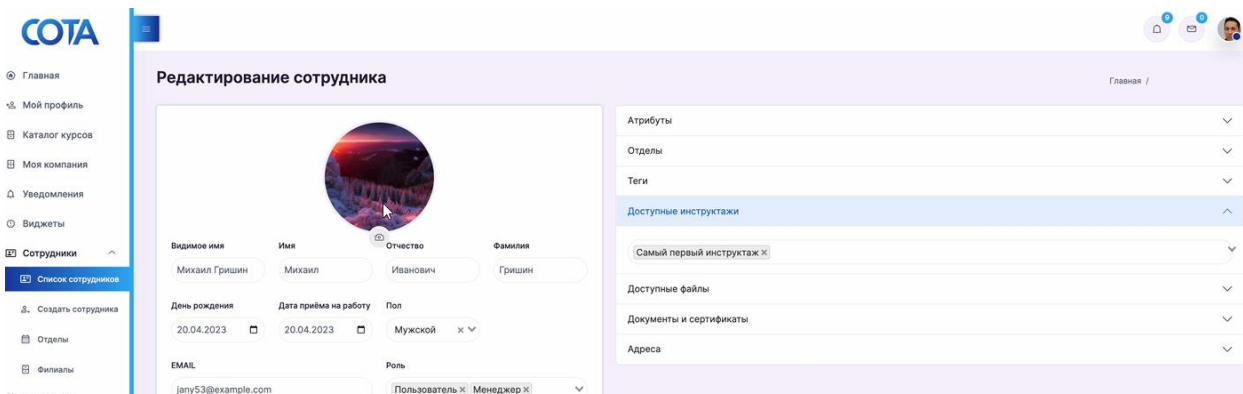 COTA
9
0
Главная
Мой профиль
Каталог курсов
Моя компания
Уведомления
Виджеты
Сотрудники
Список сотрудников
Создать сотрудника
Отделы
Филиалы
Редактирование сотрудника
Главная /
Видимое имя Имя Отчество Фамилия
Михаил Гришин Михаил Иванович Гришин
День рождения Дата приёма на работу Пол
20.04.2023 20.04.2023 Мужской ×
EMAIL Роль
jany53@example.com Пользователь × Менеджер ×
Атрибуты
Отделы
Теги
Доступные инструктажи
Самый первый инструктаж ×
Доступные файлы
Документы и сертификаты
Адреса